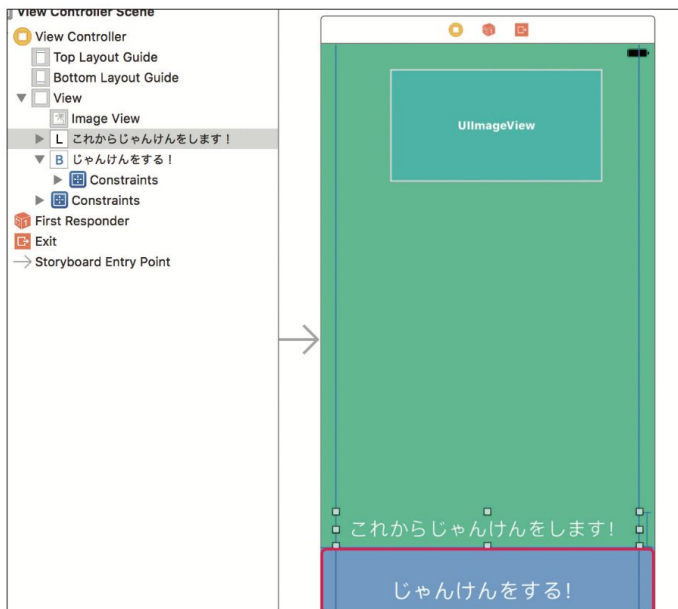 View Controller Scene
View Controller
Top Layout Guide
Bottom Layout Guide
View
Image View
L これからじゃんけんをします！
B じゃんけんをする！
Constraints
Constraints
First Responder
Exit
Storyboard Entry Point
UIImageView
これからじゃんけんをします！
じゃんけんをする！